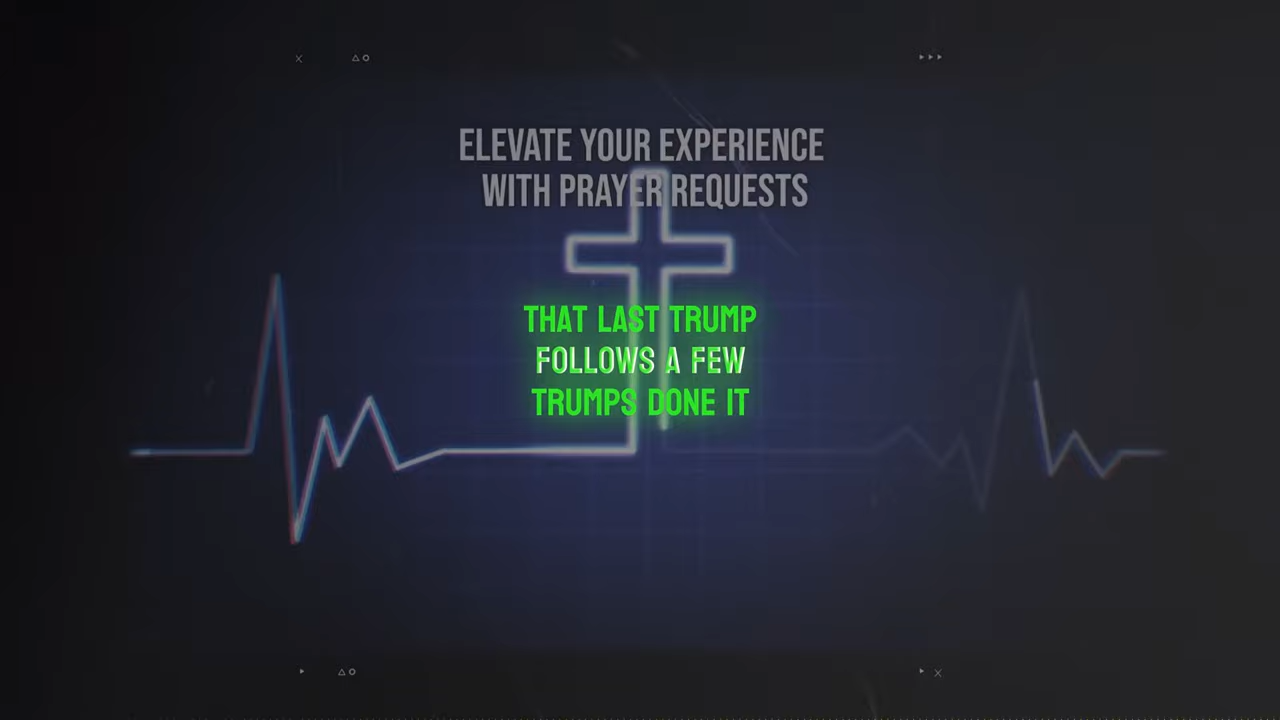 ELEVATE YOUR EXPERIENCE
WITH PRAYER REQUESTS
THAT LAST TRUMP
FOLLOWS A FEW
TRUMPS DONE IT